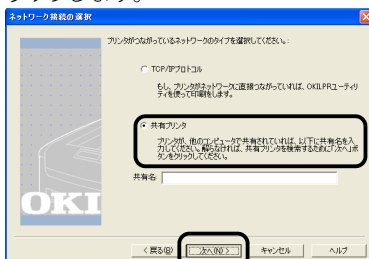 クリックします。
ネットワーク接続の選択
プリンタがつながっているネットワークのタイプを選択してください。:
TCP/IPプロトコル
もし、プリンタがネットワークに直接つながっていれば、OKILPRユーティリ
ティを使って印刷をします。
共有プリンタ
プリンタが、他のコンピュータで共有されていれば、以下に共有名を入
力してください。解らなければ、共有プリンタを検索するために「次へ」ボ
タンをクリックしてください。
共有名:
OKI
< 戻る(B)
次へ(N) >
キャンセル
ヘルプ